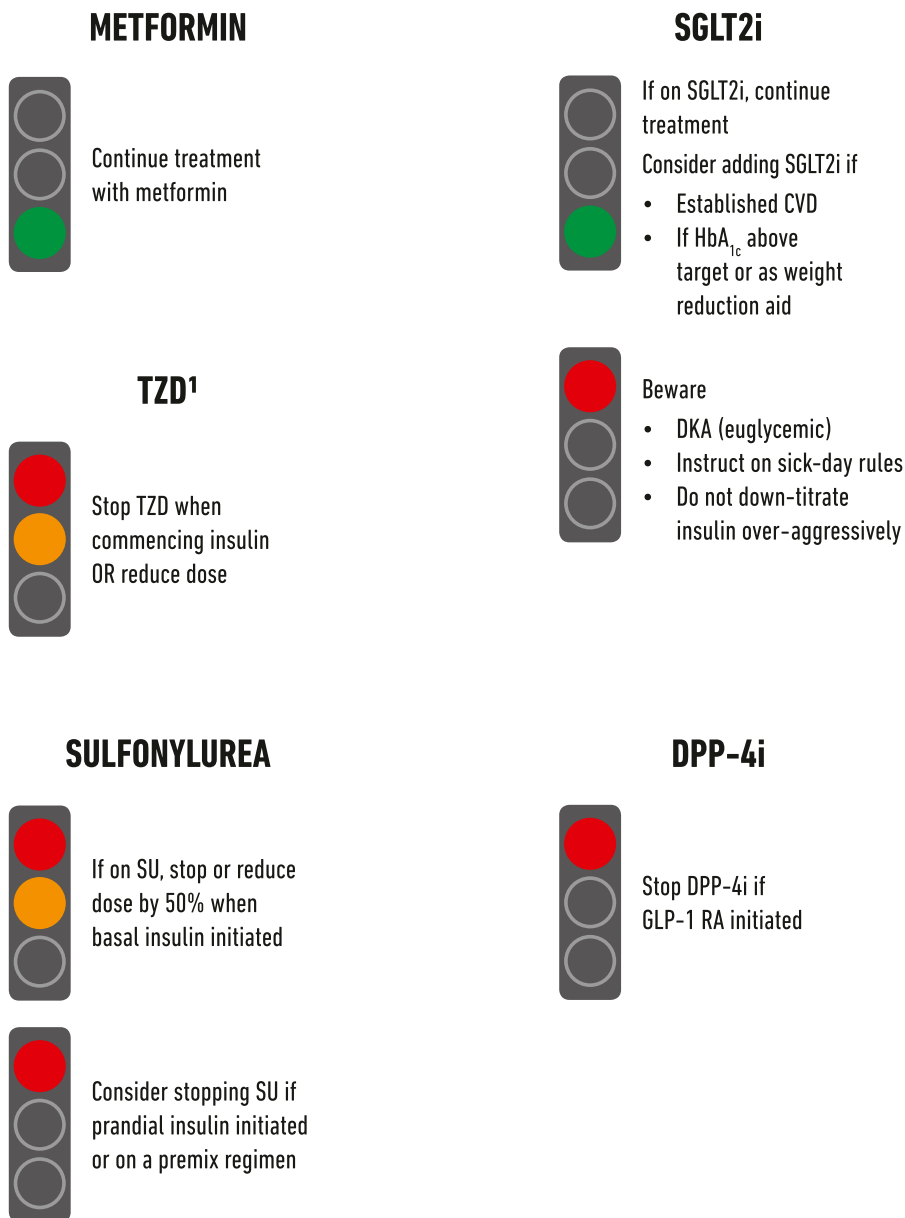 METFORMIN
Continue treatment
with metformin
SGLT2i
If on SGLT2i, continue
treatment
Consider adding SGLT2i if
• Established CVD
• If HbA1c above
target or as weight
reduction aid
Beware
• DKA (euglycemic)
• Instruct on sick-day rules
• Do not down-titrate
insulin over-aggressively
TZD¹
Stop TZD when
commencing insulin
OR reduce dose
SULFONYLUREA
If on SU, stop or reduce
dose by 50% when
basal insulin initiated
Consider stopping SU if
prandial insulin initiated
or on a premix regimen
DPP-4i
Stop DPP-4i if
GLP-1 RA initiated